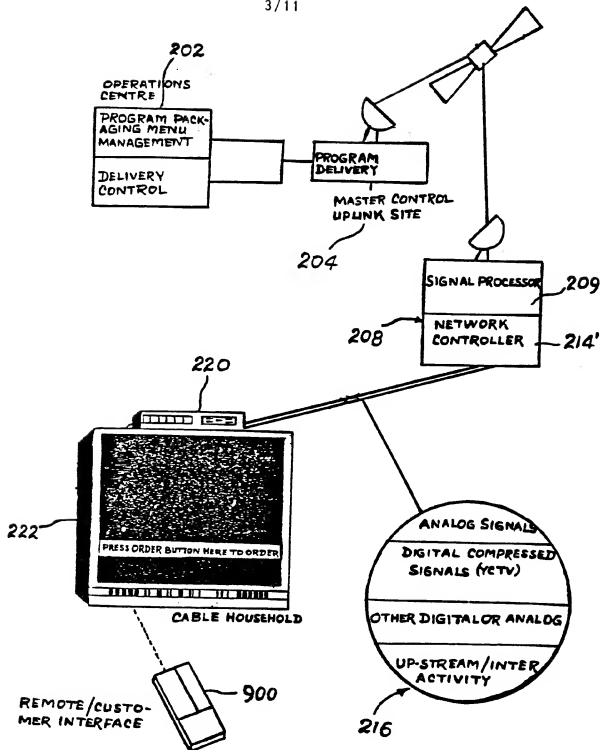 3/11
202
OPERATIONS
CENTRE
PROGRAM PACK-
AGING MENU
MANAGEMENT
DELIVERY
CONTROL
PROGRAM
DELIVERY
MASTER CONTROL
UPLINK SITE
204
SIGNAL PROCESSOR
209
208
NETWORK
CONTROLLER
214'
220
222
PRESS ORDER BUTTON HERE TO ORDER
CABLE HOUSEHOLD
ANALOG SIGNALS
DIGITAL COMPRESSED
SIGNALS (YCTV)
OTHER DIGITAL OR ANALOG
UP-STREAM/INTER
ACTIVITY
216
REMOTE/CUSTO-
MER INTERFACE
900